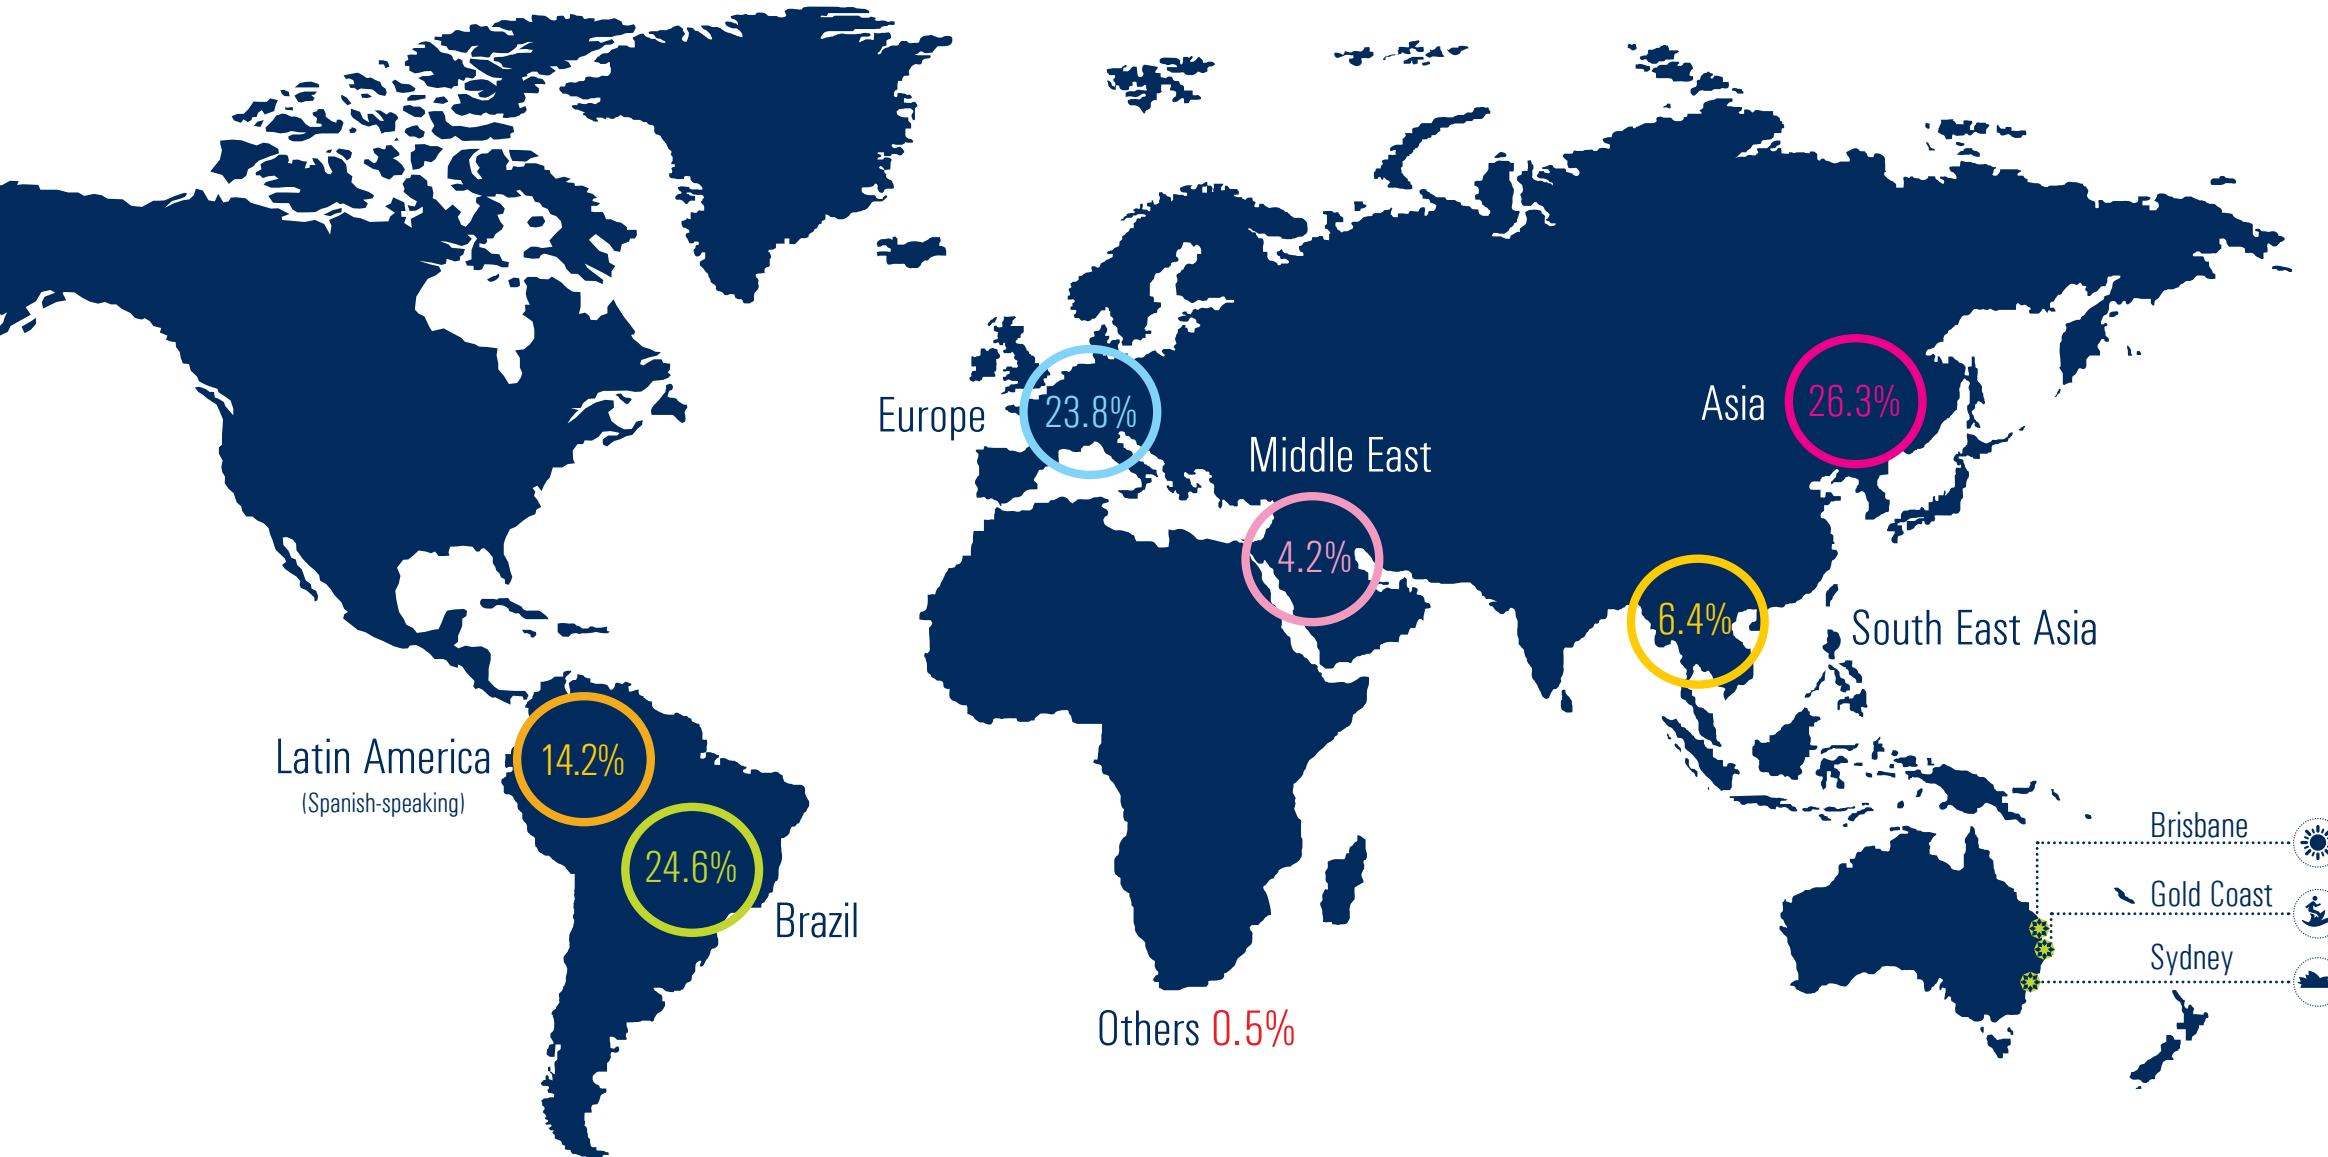 Europe
23.8%
Asia
26.3%
Middle East
4.2%
6.4%
South East Asia
Latin America
(Spanish-speaking)
14.2%
24.6%
Brazil
Brisbane
Gold Coast
Sydney
Others 0.5%